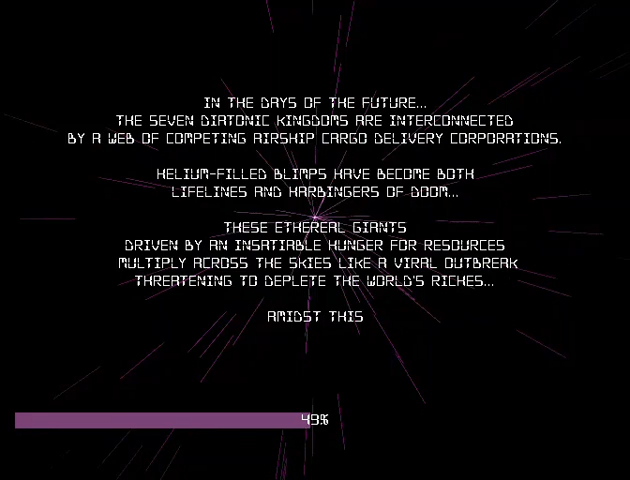 IN THE DAYS OF THE FUTURE...
THE SEVEN DIATONIC KINGDOMS ARE INTERCONNECTED
BY A WEB OF COMPETING AIRSHIP CARGO DELIVERY CORPORATIONS.
HELIUM-FILLED BLIMPS HAVE BECOME BOTH
LIFELINES AND HARBINGERS OF DOOM...
THESE ETHEREAL GIANTS
DRIVEN BY AN INSATIABLE HUNGER FOR RESOURCES
MULTIPLY ACROSS THE SKIES LIKE A VIRAL OUTBREAK
THREATENING TO DEPLETE THE WORLD'S RICHES...
AMIDST THIS
49%